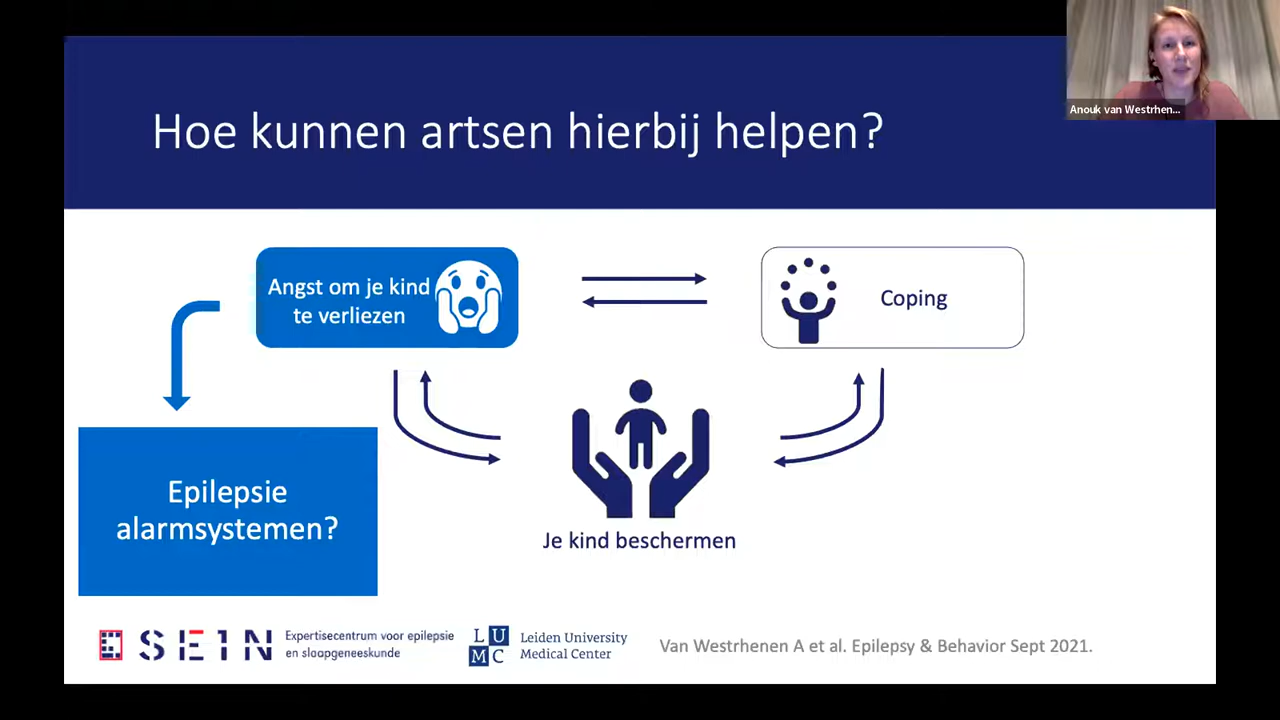 Hoe kunnen artsen hierbij helpen?
Anouk van Westrhen...
Angst om je kind
te verliezen
Coping
Epilepsie
alarmsystemen?
Je kind beschermen
SEIN
Expertisecentrum voor epilepsie
en slaapgeneeskunde
LU
MC
Leiden University
Medical Center
Van Westrhenen A et al. Epilepsy & Behavior Sept 2021.